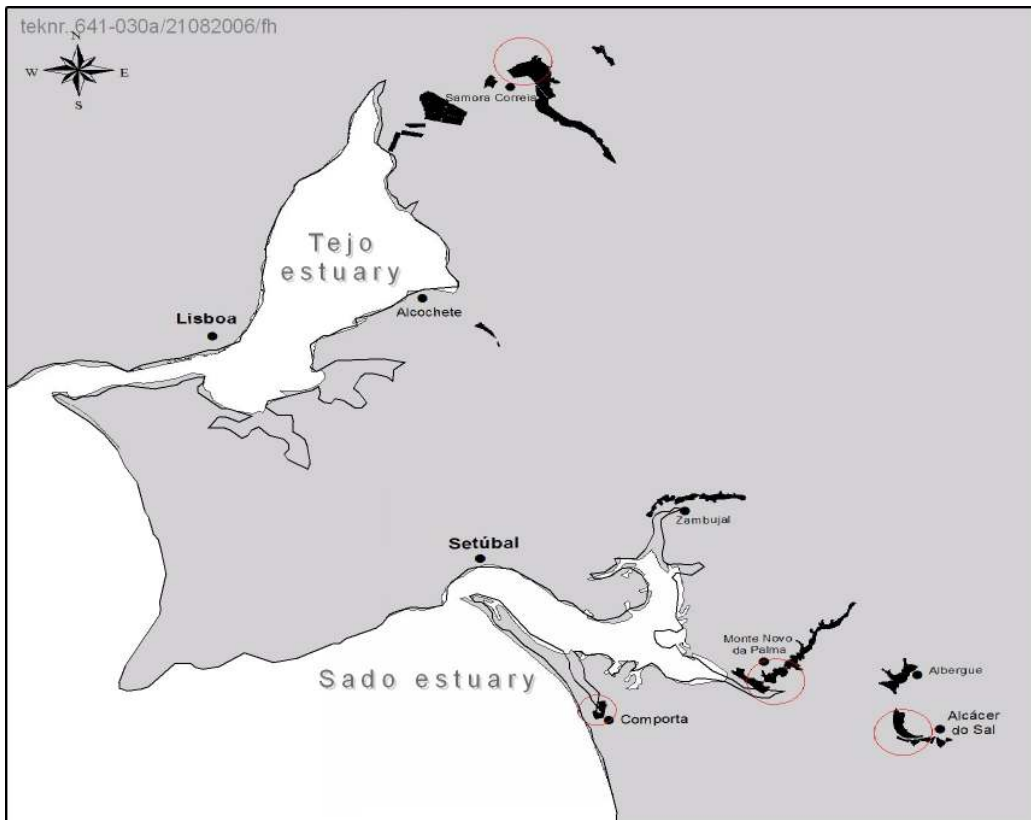 teknr. 641-030a/21082006/fh
N
W E
S
Samora Correia
Tejo
estuary
Alcochete
Lisboa
Zambujal
Setúbal
Monte Novo
da Palma
Albergue
Sado estuary
Comporta
Alcácer
do Sal